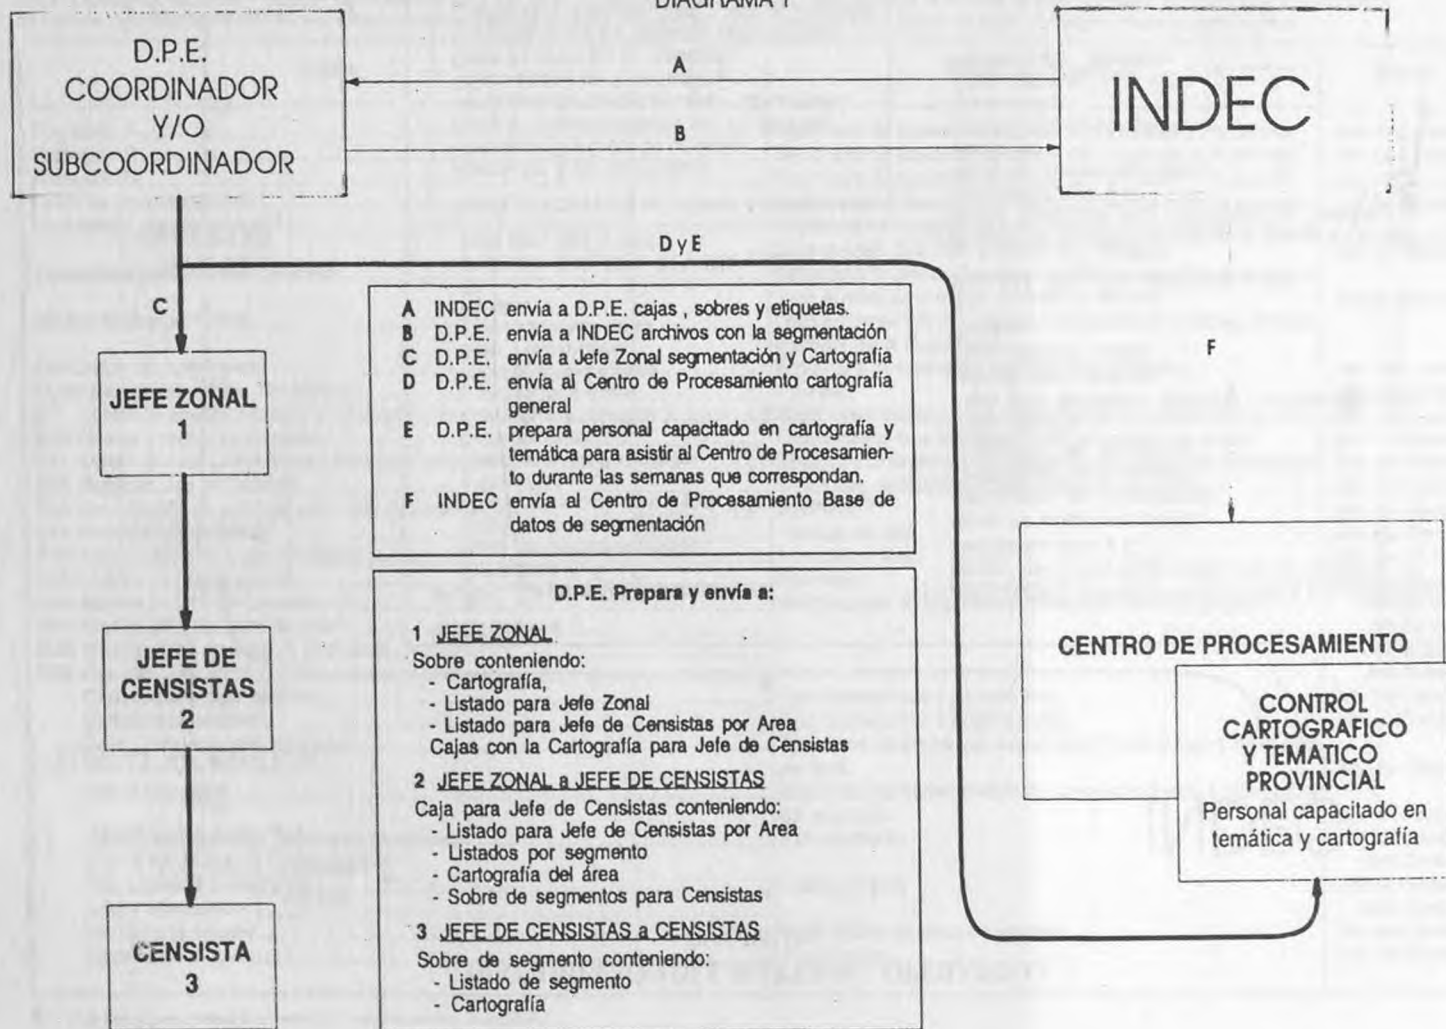 DIAGRAMA 1
D.P.E.
COORDINADOR
Y/O
SUBCOORDINADOR
A
B
INDEC
D y E
C
F
JEFE ZONAL
1
JEFE DE
CENSISTAS
2
CENSISTA
3
A INDEC envía a D.P.E. cajas , sobres y etiquetas.
B D.P.E. envía a INDEC archivos con la segmentación
C D.P.E. envía a Jefe Zonal segmentación y Cartografía
D D.P.E. envía al Centro de Procesamiento cartografía
general
E D.P.E. prepara personal capacitado en cartografía y
temática para asistir al Centro de Procesamien-
to durante las semanas que correspondan.
F INDEC envía al Centro de Procesamiento Base de
datos de segmentación
D.P.E. Prepara y envía a:
1 JEFE ZONAL
Sobre conteniendo:
- Cartografía,
- Listado para Jefe Zonal
- Listado para Jefe de Censistas por Area
Cajas con la Cartografía para Jefe de Censistas
2 JEFE ZONAL a JEFE DE CENSISTAS
Caja para Jefe de Censistas conteniendo:
- Listado para Jefe de Censistas por Area
- Listados por segmento
- Cartografía del área
- Sobre de segmentos para Censistas
3 JEFE DE CENSISTAS a CENSISTAS
Sobre de segmento conteniendo:
- Listado de segmento
- Cartografía
CENTRO DE PROCESAMIENTO
CONTROL
CARTOGRAFICO
Y TEMATICO
PROVINCIAL
Personal capacitado en
temática y cartografía